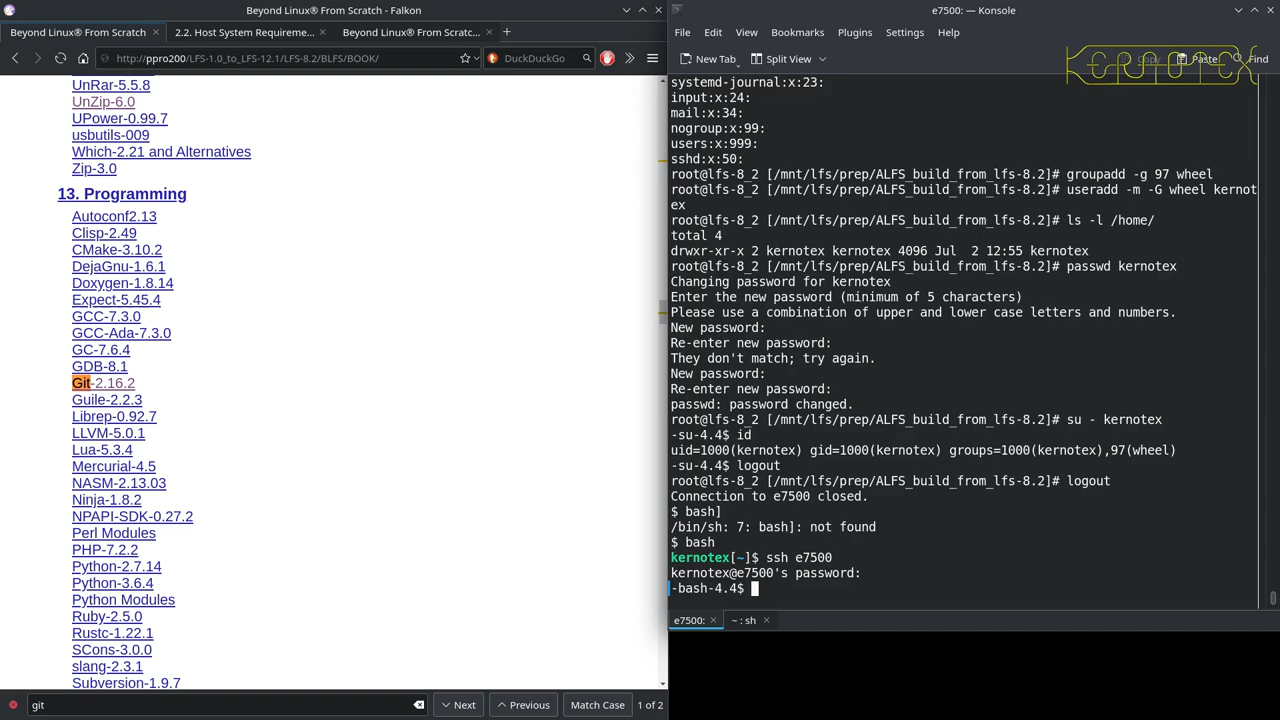 Beyond Linux® From Scratch - Falkon
Beyond Linux® From Scratch
2.2. Host System Requireme...
Beyond Linux® From Scratc...
http://ppro200/LFS-1.0_to_LFS-12.1/LFS-8.2/BLFS/BOOK/
DuckDuckGo
UnRar-5.5.8
UnZip-6.0
UPower-0.99.7
usbutils-009
Which-2.21 and Alternatives
Zip-3.0
13. Programming
Autoconf2.13
Clisp-2.49
CMake-3.10.2
DejaGnu-1.6.1
Doxygen-1.8.14
Expect-5.45.4
GCC-7.3.0
GCC-Ada-7.3.0
GC-7.6.4
GDB-8.1
Git-2.16.2
Guile-2.2.3
Librep-0.92.7
LLVM-5.0.1
Lua-5.3.4
Mercurial-4.5
NASM-2.13.03
Ninja-1.8.2
NPAPI-SDK-0.27.2
Perl Modules
PHP-7.2.2
Python-2.7.14
Python-3.6.4
Python Modules
Ruby-2.5.0
Rustc-1.22.1
SCons-3.0.0
slang-2.3.1
Subversion-1.9.7
git
Next
Previous
Match Case
1 of 2
e7500: — Konsole
File Edit View Bookmarks Plugins Settings Help
New Tab
Split View
Copy
Paste
Find
KERNOTEX
systemd-journal:x:23:
input:x:24:
mail:x:34:
nogroup:x:99:
users:x:999:
sshd:x:50:
root@lfs-8_2 [/mnt/lfs/prep/ALFS_build_from_lfs-8.2]# groupadd -g 97 wheel
root@lfs-8_2 [/mnt/lfs/prep/ALFS_build_from_lfs-8.2]# useradd -m -G wheel kernot
ex
root@lfs-8_2 [/mnt/lfs/prep/ALFS_build_from_lfs-8.2]# ls -l /home/
total 4
drwxr-xr-x 2 kernotex kernotex 4096 Jul  2 12:55 kernotex
root@lfs-8_2 [/mnt/lfs/prep/ALFS_build_from_lfs-8.2]# passwd kernotex
Changing password for kernotex
Enter the new password (minimum of 5 characters)
Please use a combination of upper and lower case letters and numbers.
New password:
Re-enter new password:
They don't match; try again.
New password:
Re-enter new password:
passwd: password changed.
root@lfs-8_2 [/mnt/lfs/prep/ALFS_build_from_lfs-8.2]# su - kernotex
-su-4.4$ id
uid=1000(kernotex) gid=1000(kernotex) groups=1000(kernotex),97(wheel)
-su-4.4$ logout
root@lfs-8_2 [/mnt/lfs/prep/ALFS_build_from_lfs-8.2]# logout
Connection to e7500 closed.
$ bash]
/bin/sh: 7: bash]: not found
$ bash
kernotex[~]$ ssh e7500
kernotex@e7500's password:
-bash-4.4$
e7500:
~ : sh